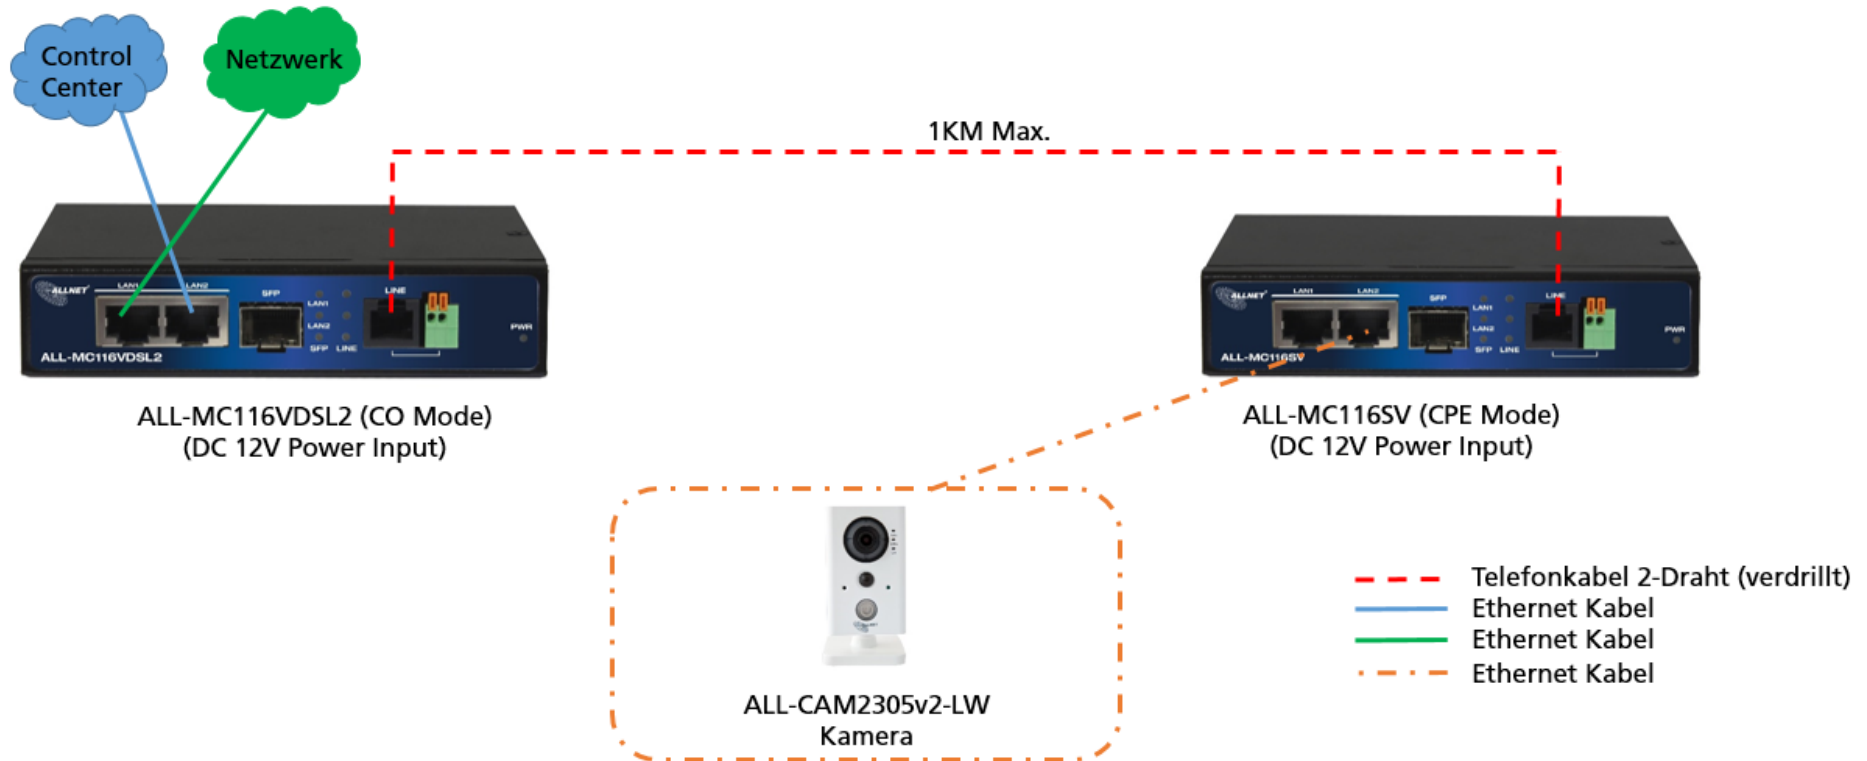 Control
Center
Netzwerk
1KM Max.
ALLNET
LAN1
LAN2
SFP
LAN1
LAN2
SFP
LINE
LINE
PWR
ALL-MC116VDSL2
ALLNET
LAN1
LAN2
SFP
LAN1
LAN2
SFP
LINE
LINE
PWR
ALL-MC116SV
ALL-MC116VDSL2 (CO Mode)
(DC 12V Power Input)
ALL-MC116SV (CPE Mode)
(DC 12V Power Input)
ALL-CAM2305v2-LW
Kamera
Telefonkabel 2-Draht (verdrillt)
Ethernet Kabel
Ethernet Kabel
Ethernet Kabel